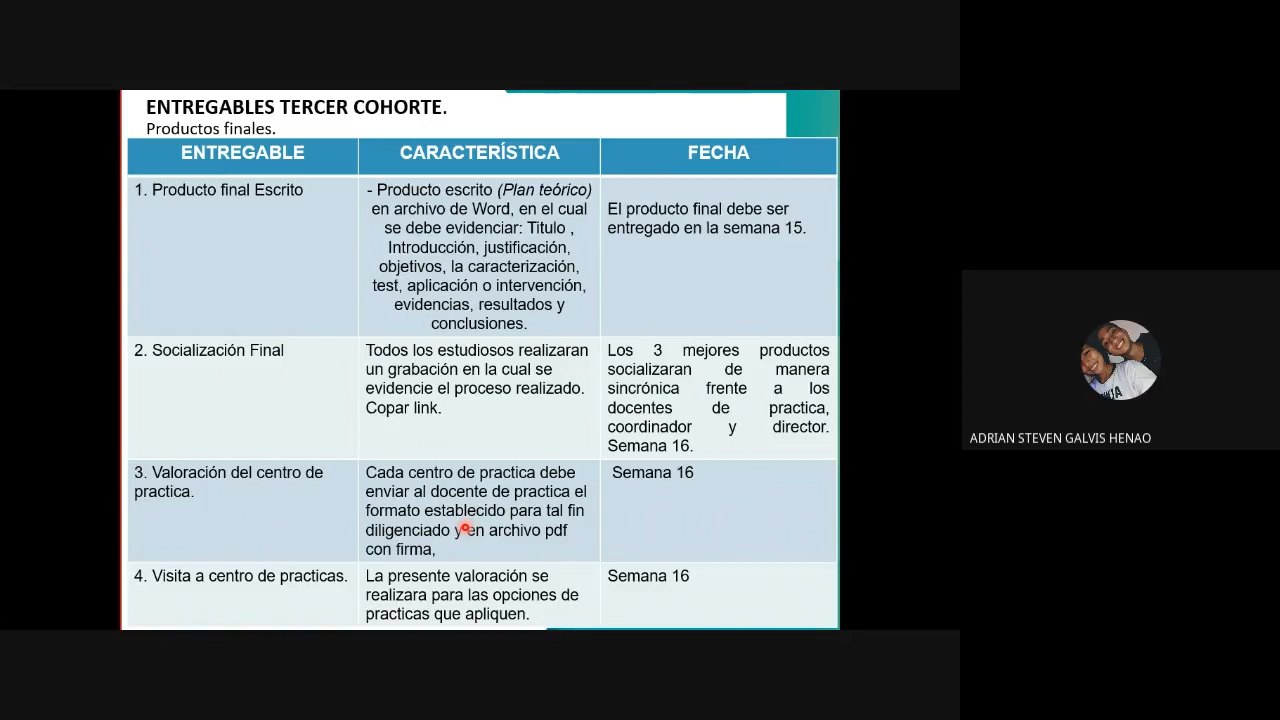 ENTREGABLES TERCER COHORTE.
Productos finales.
ENTREGABLE
CARACTERÍSTICA
FECHA
1. Producto final Escrito
- Producto escrito (Plan teórico)
en archivo de Word, en el cual
se debe evidenciar: Titulo ,
Introducción, justificación,
objetivos, la caracterización,
test, aplicación o intervención,
evidencias, resultados y
conclusiones.
El producto final debe ser
entregado en la semana 15.
2. Socialización Final
Todos los estudiosos realizaran
un grabación en la cual se
evidencie el proceso realizado.
Copar link.
Los 3 mejores productos
socializaran de manera
sincrónica frente a los
docentes de practica,
coordinador y director.
Semana 16.
3. Valoración del centro de
practica.
Cada centro de practica debe
enviar al docente de practica el
formato establecido para tal fin
diligenciado y en archivo pdf
con firma,
Semana 16
4. Visita a centro de practicas.
La presente valoración se
realizara para las opciones de
practicas que apliquen.
Semana 16
ADRIAN STEVEN GALVIS HENAO